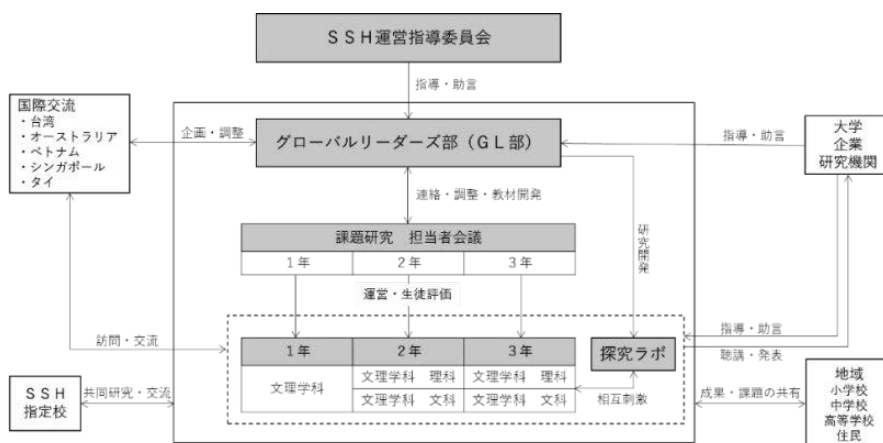 SSH運営指導委員会
指導・助言
国際交流
・台湾
・オーストラリア
・ベトナム
・シンガポール
・タイ
企画・調整
グローバルリーダーズ部（GL部）
指導・助言
大学
企業
研究機関
連絡・調整・教材開発
研究開発
課題研究　担当者会議
1年
2年
3年
運営・生徒評価
訪問・交流
指導・助言
聴講・発表
1年
2年
3年
文理学科
文理学科　理科
文理学科　文科
文理学科　理科
文理学科　文科
探究ラボ
相互刺激
SSH
指定校
共同研究・交流
成果・課題の共有
地域
小学校
中学校
高等学校
住民